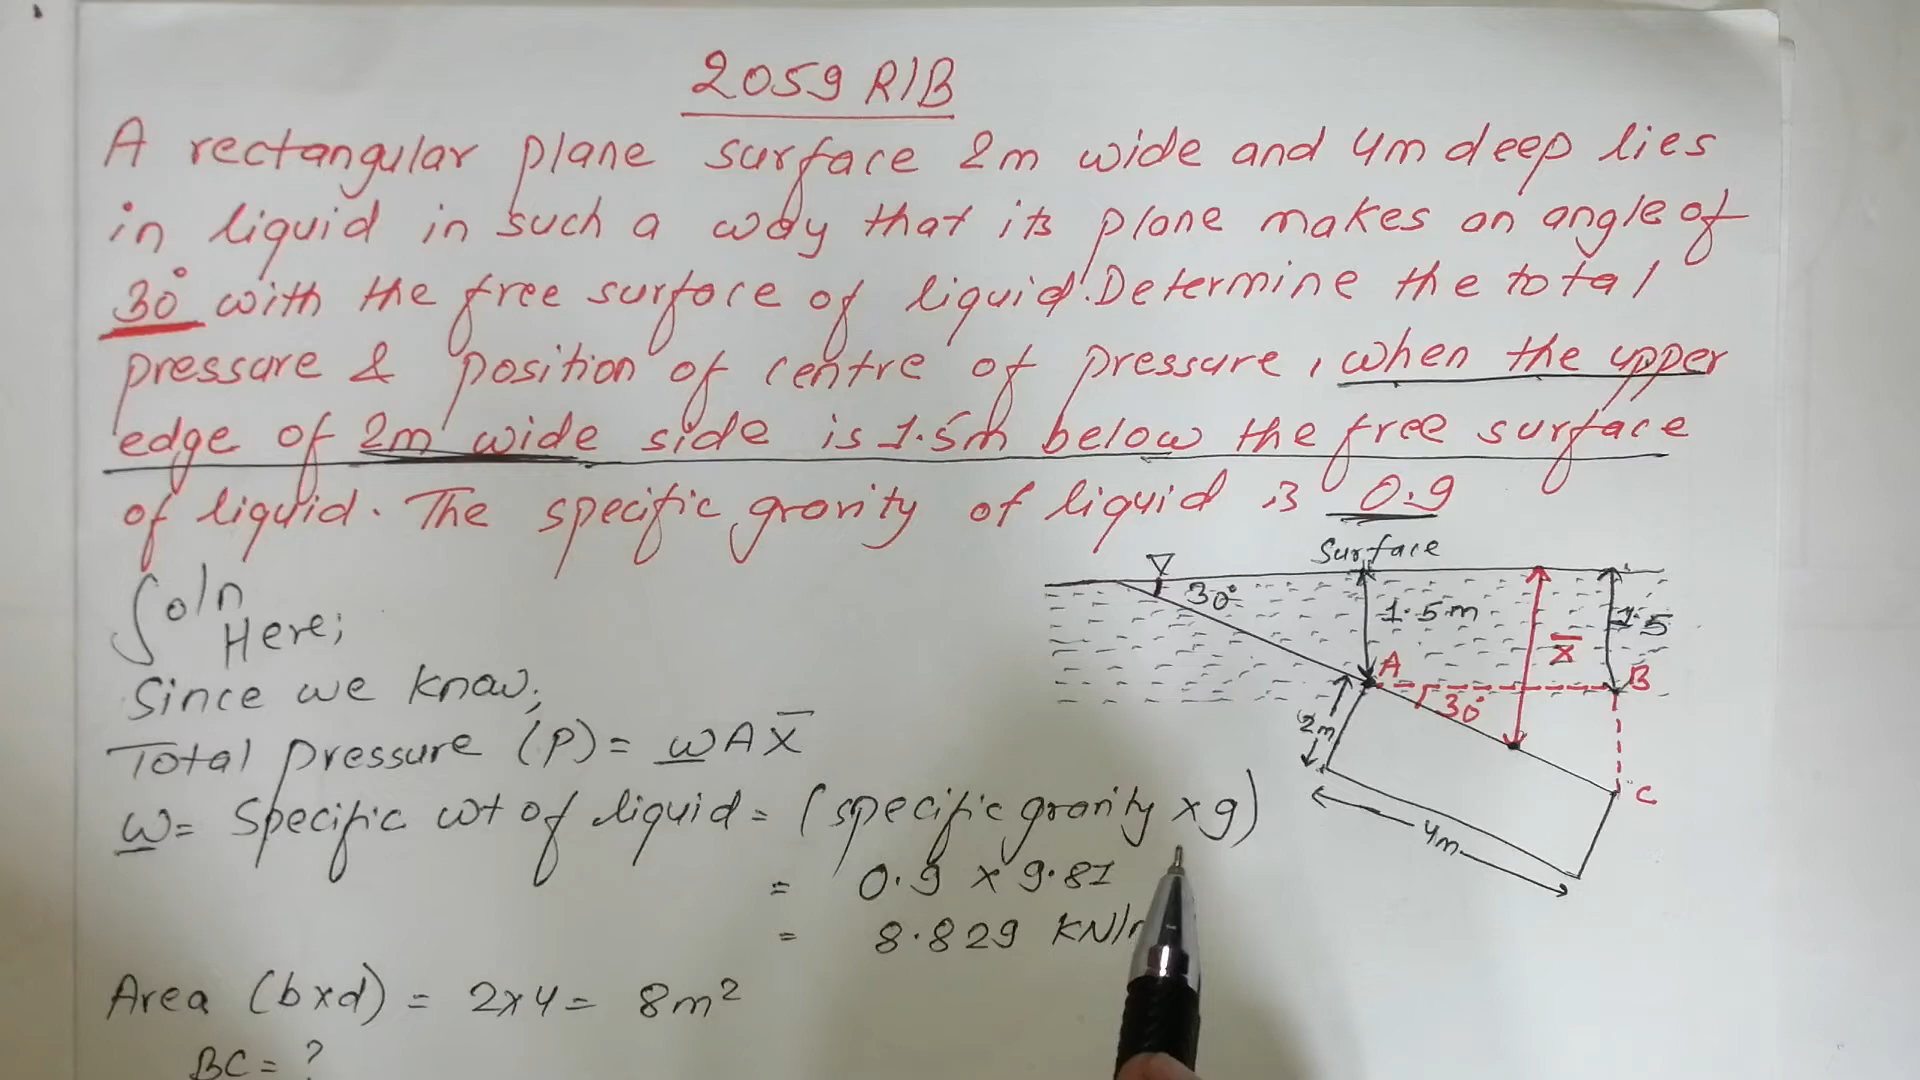 2059 R/B
A rectangular plane surface 2m wide and 4m deep lies
in liquid in such a way that its plane makes an angle of
30° with the free surface of liquid. Determine the total
pressure & position of centre of pressure, when the upper
edge of 2m wide side is 1.5m below the free surface
of liquid. The specific gravity of liquid is 0.9
Surface
30°
1.5m
x̄
1.5
A
B
30°
2m
C
4m
Soln
Here;
Since we know;
Total pressure (P) = wAx̄
w = Specific wt of liquid = (specific gravity x g)
= 0.9 x 9.81
= 8.829 KN/
Area (bxd) = 2x4 = 8m²
BC = ?